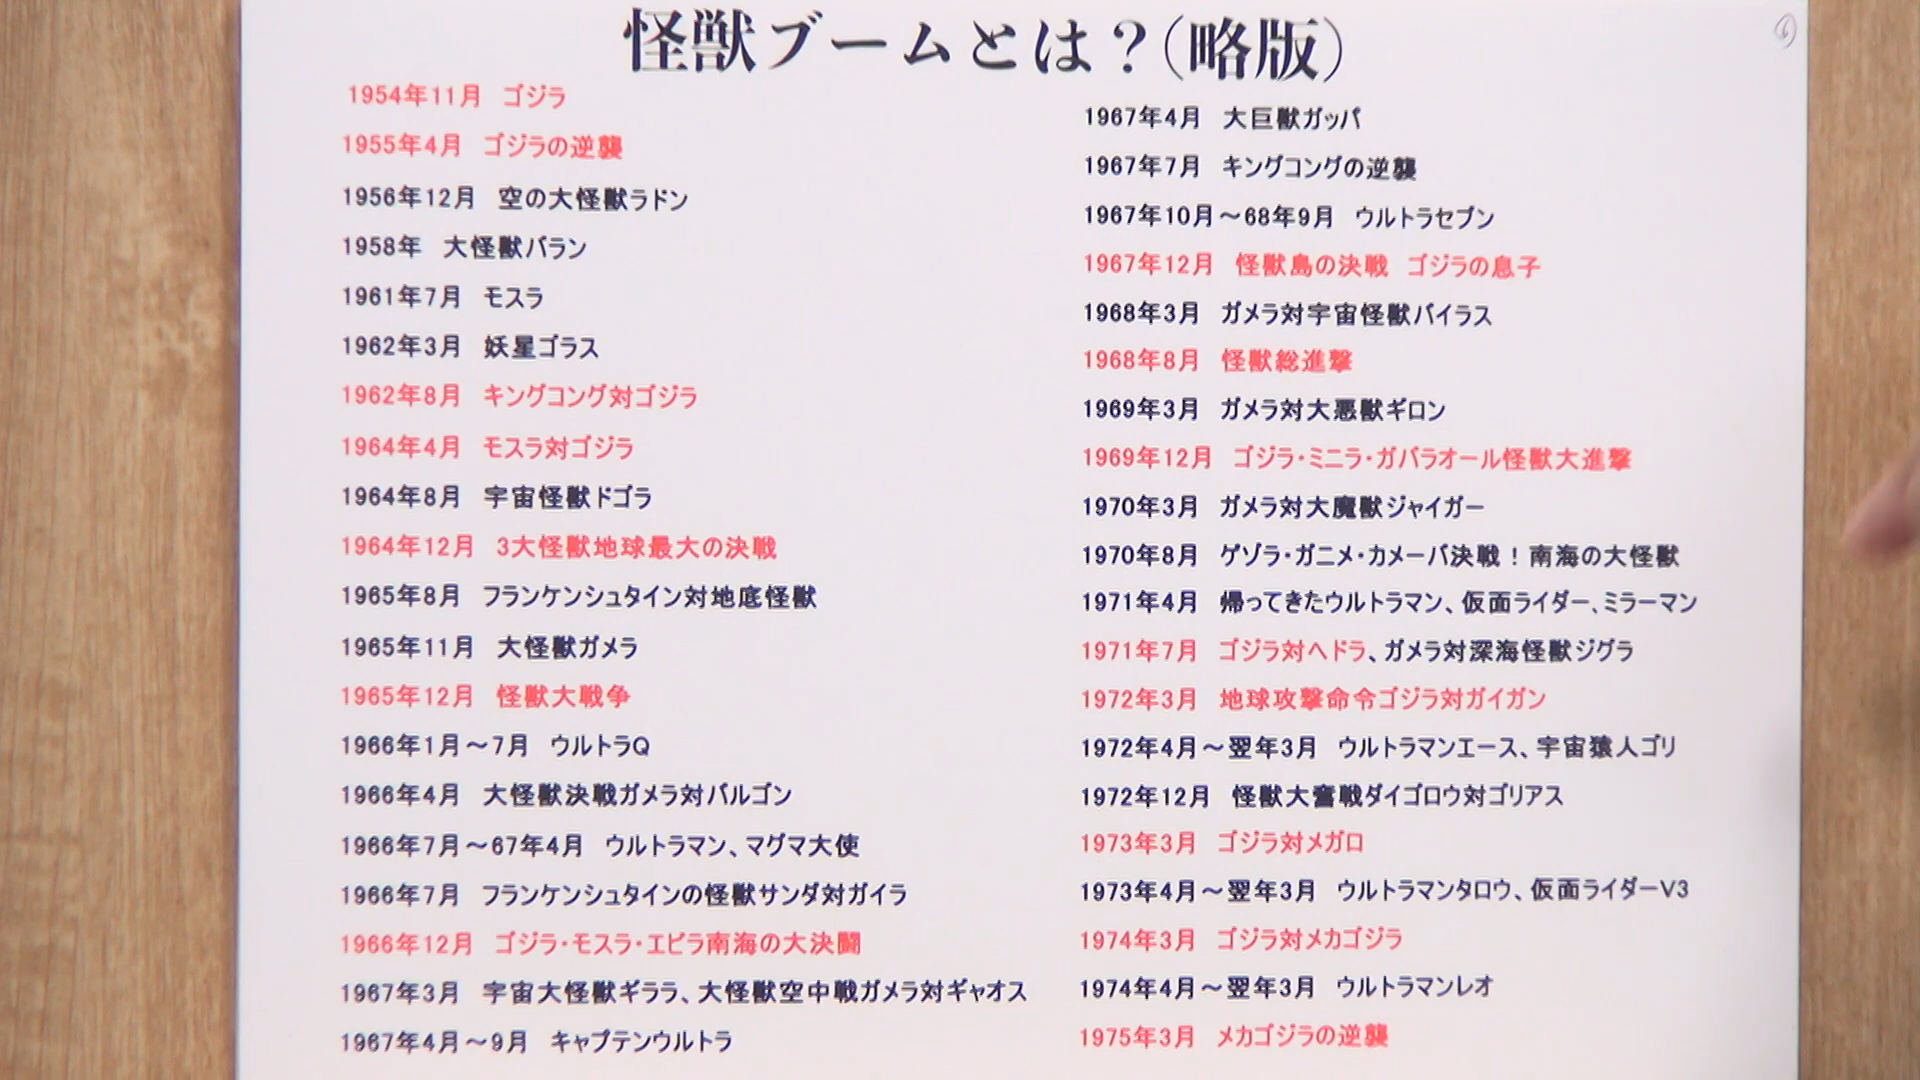 怪獣ブームとは？（略版）
⑥
1954年11月　ゴジラ
1955年4月　ゴジラの逆襲
1956年12月　空の大怪獣ラドン
1958年　大怪獣バラン
1961年7月　モスラ
1962年3月　妖星ゴラス
1962年8月　キングコング対ゴジラ
1964年4月　モスラ対ゴジラ
1964年8月　宇宙怪獣ドゴラ
1964年12月　3大怪獣地球最大の決戦
1965年8月　フランケンシュタイン対地底怪獣
1965年11月　大怪獣ガメラ
1965年12月　怪獣大戦争
1966年1月～7月　ウルトラQ
1966年4月　大怪獣決戦ガメラ対バルゴン
1966年7月～67年4月　ウルトラマン、マグマ大使
1966年7月　フランケンシュタインの怪獣サンダ対ガイラ
1966年12月　ゴジラ・モスラ・エビラ南海の大決闘
1967年3月　宇宙大怪獣ギララ、大怪獣空中戦ガメラ対ギャオス
1967年4月～9月　キャプテンウルトラ
1967年4月　大巨獣ガッパ
1967年7月　キングコングの逆襲
1967年10月～68年9月　ウルトラセブン
1967年12月　怪獣島の決戦　ゴジラの息子
1968年3月　ガメラ対宇宙怪獣バイラス
1968年8月　怪獣総進撃
1969年3月　ガメラ対大悪獣ギロン
1969年12月　ゴジラ・ミニラ・ガバラオール怪獣大進撃
1970年3月　ガメラ対大魔獣ジャイガー
1970年8月　ゲゾラ・ガニメ・カメーバ決戦！南海の大怪獣
1971年4月　帰ってきたウルトラマン、仮面ライダー、ミラーマン
1971年7月　ゴジラ対ヘドラ、ガメラ対深海怪獣ジグラ
1972年3月　地球攻撃命令ゴジラ対ガイガン
1972年4月～翌年3月　ウルトラマンエース、宇宙猿人ゴリ
1972年12月　怪獣大奮戦ダイゴロウ対ゴリアス
1973年3月　ゴジラ対メガロ
1973年4月～翌年3月　ウルトラマンタロウ、仮面ライダーV3
1974年3月　ゴジラ対メカゴジラ
1974年4月～翌年3月　ウルトラマンレオ
1975年3月　メカゴジラの逆襲